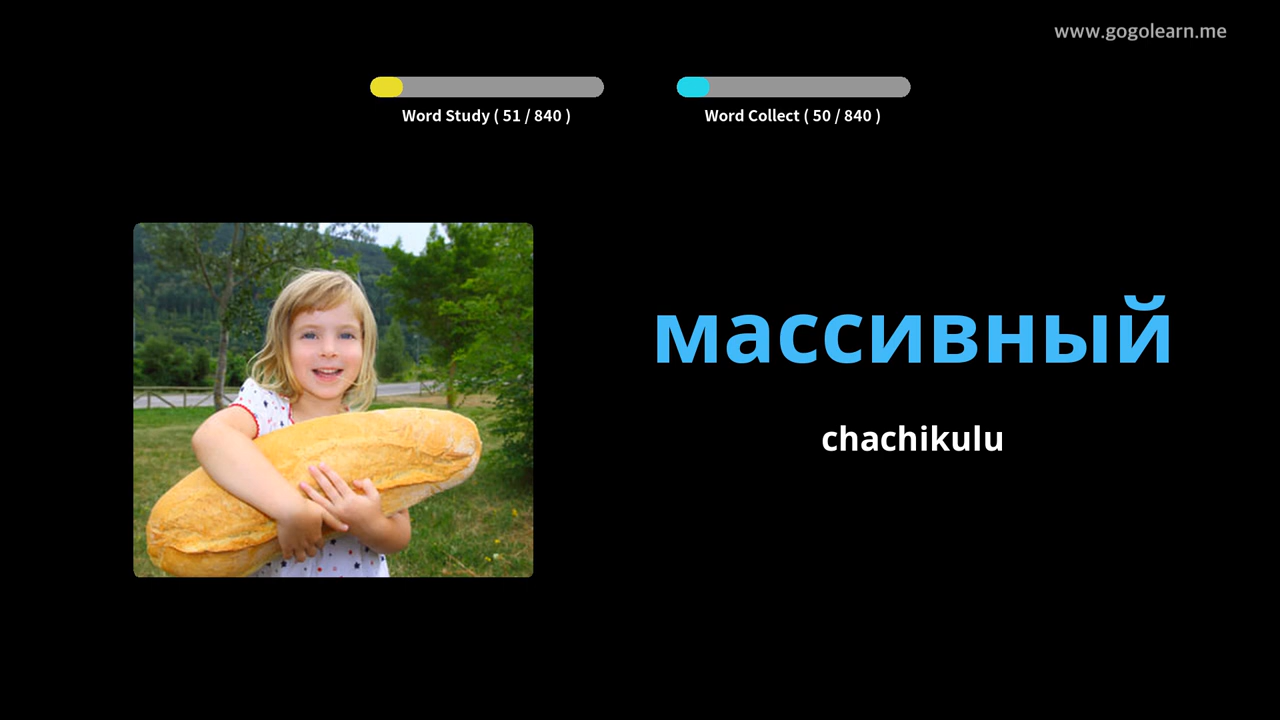 www.gogolearn.me
Word Study ( 51 / 840 )
Word Collect ( 50 / 840 )
массивный
chachikulu